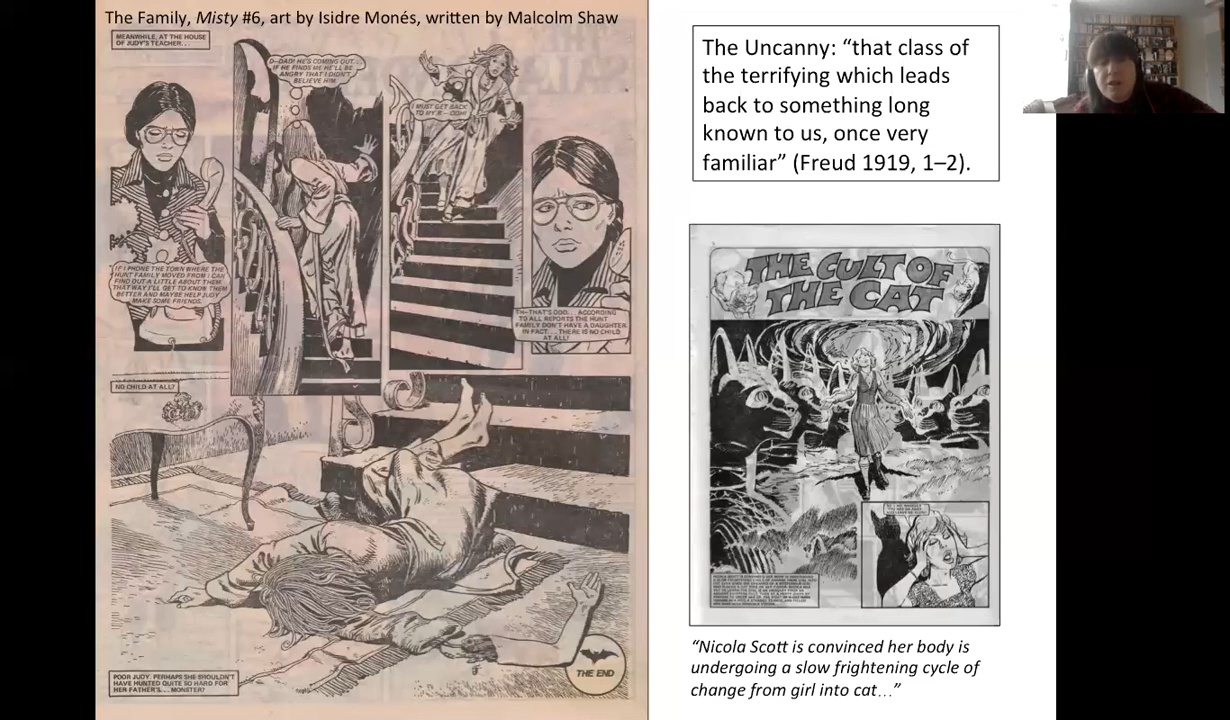 The Family, Misty #6, art by Isidre Monés, written by Malcolm Shaw
MEANWHILE, AT THE HOUSE
OF JUDY'S TEACHER...
IF I PHONE THE TOWN WHERE THE
HUNT FAMILY MOVED FROM I CAN
FIND OUT A LITTLE ABOUT THEM.
THAT WAY I'LL GET TO KNOW THEM
BETTER AND MAYBE HELP JUDY
MAKE SOME FRIENDS.
D-DAD! HE'S COMING OUT...
IF HE FINDS ME HE'LL BE
ANGRY THAT I DIDN'T
BELIEVE HIM.
I MUST GET BACK
TO MY R-- OOH!
TH-THAT'S ODD... ACCORDING
TO ALL REPORTS THE HUNT
FAMILY DON'T HAVE A DAUGHTER.
IN FACT... THERE IS NO CHILD
AT ALL!
NO CHILD AT ALL?
POOR JUDY. PERHAPS SHE SHOULDN'T
HAVE HUNTED QUITE SO HARD FOR
HER FATHER'S... MONSTER?
THE END
The Uncanny: “that class of
the terrifying which leads
back to something long
known to us, once very
familiar” (Freud 1919, 1–2).
THE CULT OF
THE CAT
“Nicola Scott is convinced her body is
undergoing a slow frightening cycle of
change from girl into cat…”